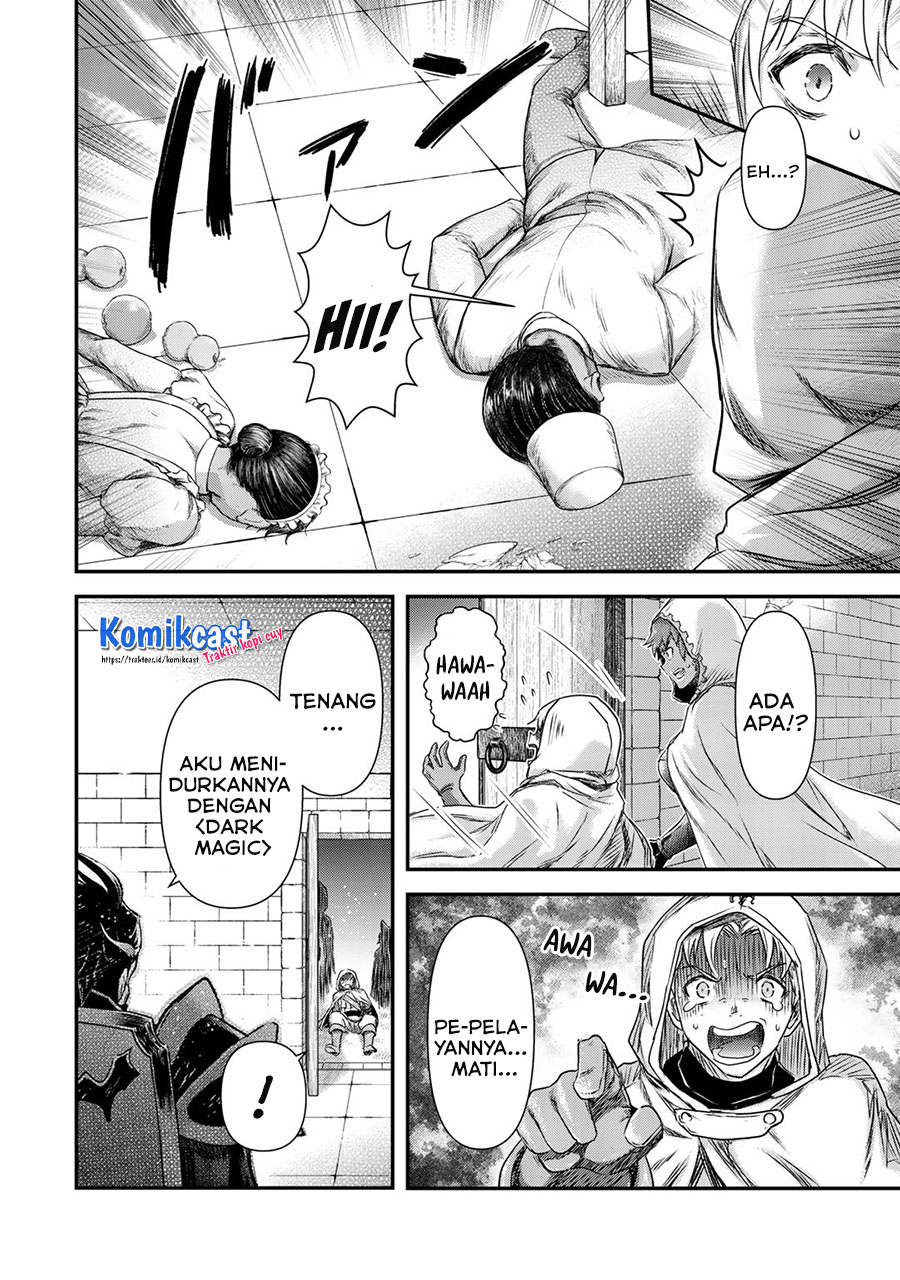 EH...?
バ
ァ
ン
HII!
ADA
APA!?
HAWA-
WAAH
AWA
WA...
PE-PELA-
YANNYA...
MATI...
TENANG
...
AKU MENI-
DURKANNYA
DENGAN
<DARK
MAGIC>
!
Komikcast
Traktir kopi cuy
https://trakteer.id/komikcast